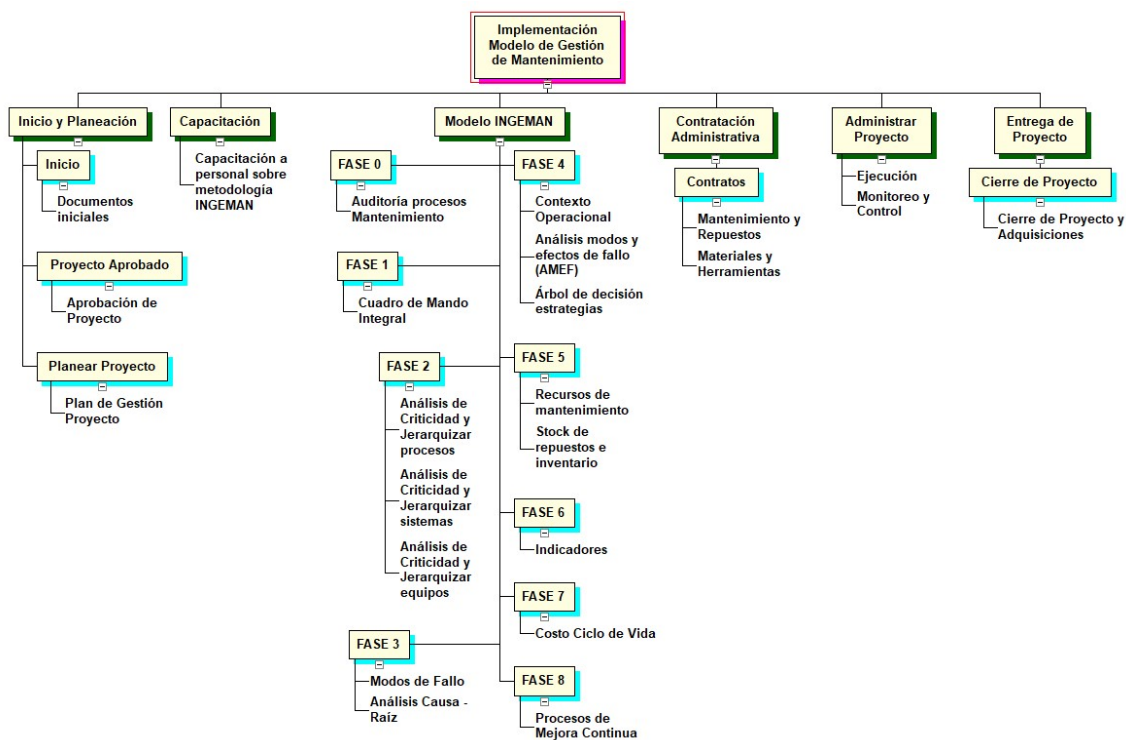 Implementación
Modelo de Gestión
de Mantenimiento
Inicio y Planeación
Inicio
Documentos
iniciales
Proyecto Aprobado
Aprobación de
Proyecto
Planear Proyecto
Plan de Gestión
Proyecto
Capacitación
Capacitación a
personal sobre
metodología
INGEMAN
Modelo INGEMAN
FASE 0
Auditoría procesos
Mantenimiento
FASE 1
Cuadro de Mando
Integral
FASE 2
Análisis de
Criticidad y
Jerarquizar
procesos
Análisis de
Criticidad y
Jerarquizar
sistemas
Análisis de
Criticidad y
Jerarquizar
equipos
FASE 3
Modos de Fallo
Análisis Causa -
Raíz
FASE 4
Contexto
Operacional
Análisis modos y
efectos de fallo
(AMEF)
Árbol de decisión
estrategias
FASE 5
Recursos de
mantenimiento
Stock de
repuestos e
inventario
FASE 6
Indicadores
FASE 7
Costo Ciclo de Vida
FASE 8
Procesos de
Mejora Continua
Contratación
Administrativa
Contratos
Mantenimiento y
Repuestos
Materiales y
Herramientas
Administrar
Proyecto
Ejecución
Monitoreo y
Control
Entrega de
Proyecto
Cierre de Proyecto
Cierre de Proyecto y
Adquisiciones